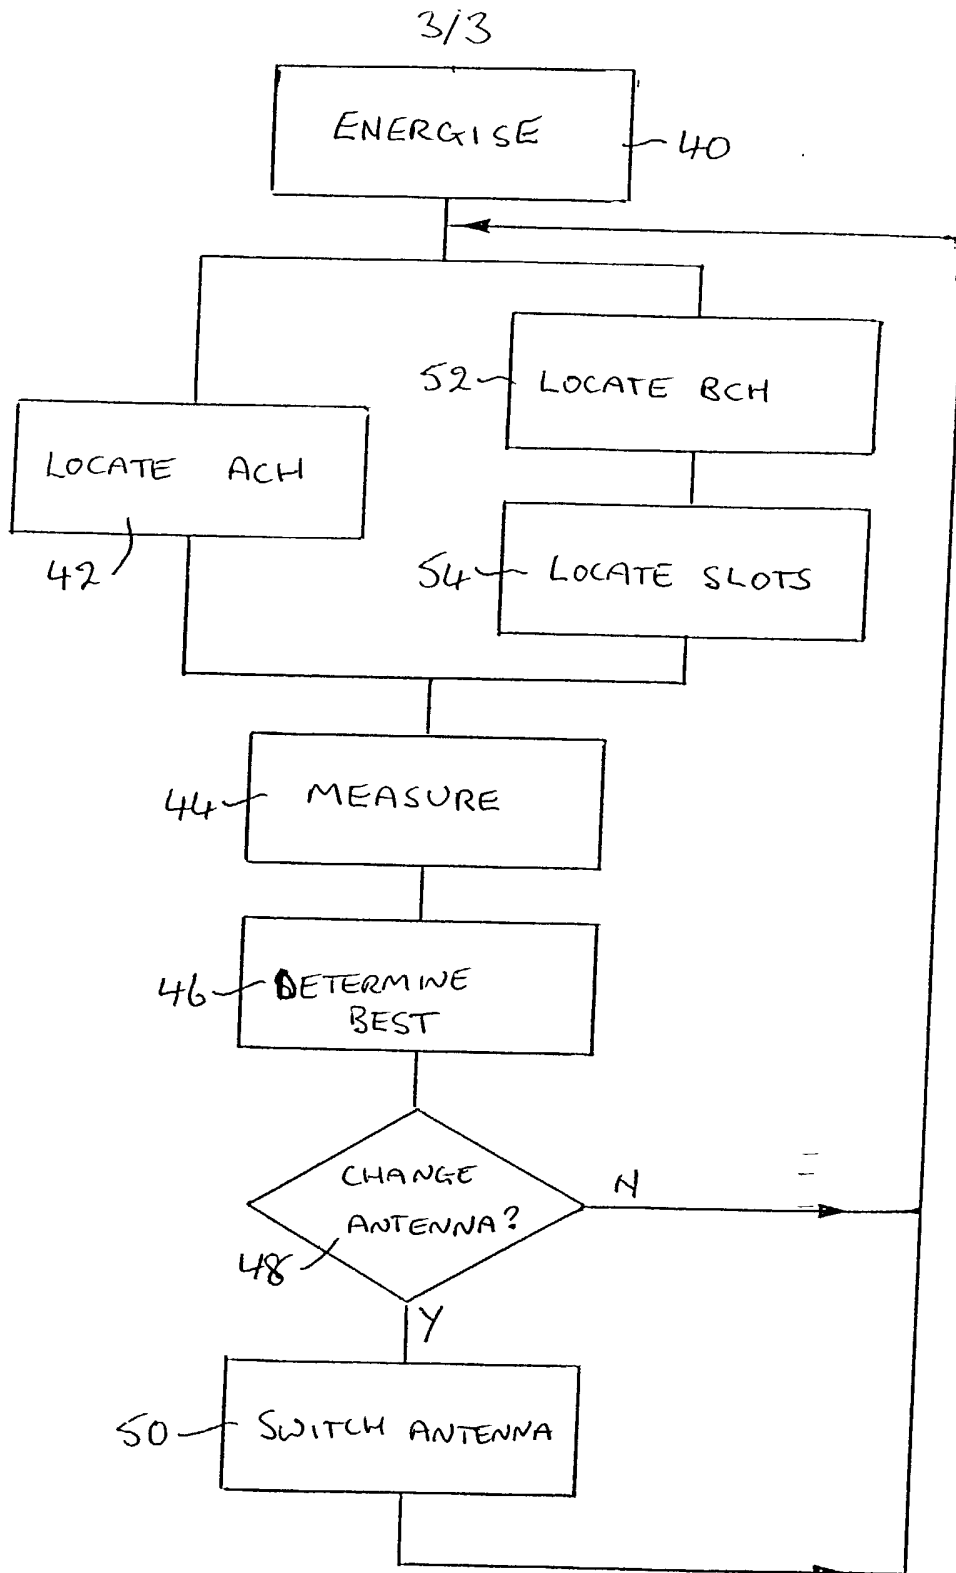 3/3
ENERGISE
40
52
LOCATE BCH
LOCATE ACH
42
54
LOCATE SLOTS
44
MEASURE
46
DETERMINE
BEST
CHANGE
ANTENNA?
N
48
Y
50
SWITCH ANTENNA